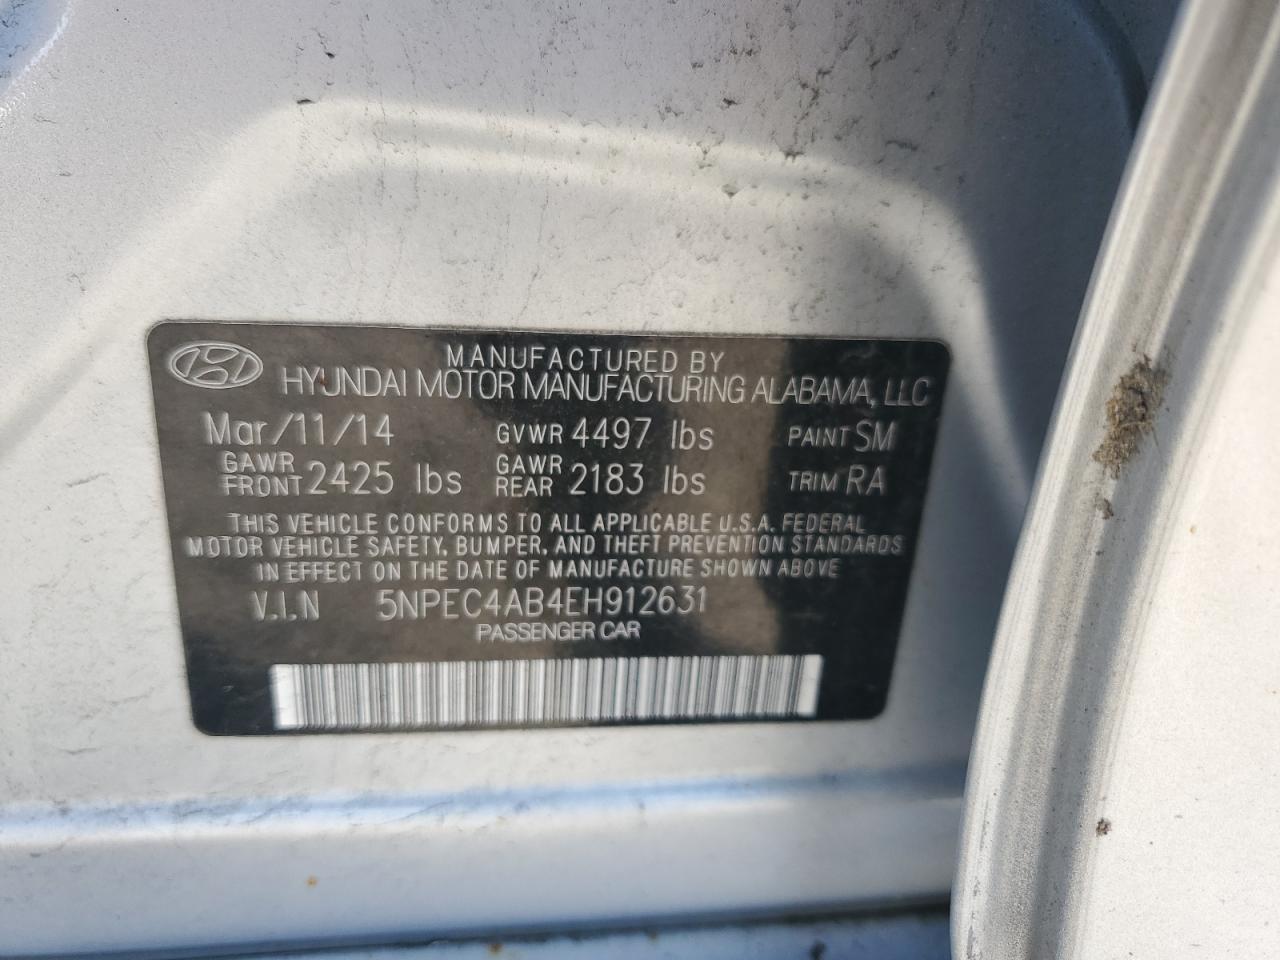 MANUFACTURED BY
HYUNDAI MOTOR MANUFACTURING ALABAMA, LLC
Mar/11/14 GVWR 4497 lbs PAINT SM
GAWR FRONT 2425 lbs GAWR REAR 2183 lbs TRIM RA
THIS VEHICLE CONFORMS TO ALL APPLICABLE U.S.A. FEDERAL
MOTOR VEHICLE SAFETY, BUMPER, AND THEFT PREVENTION STANDARDS
IN EFFECT ON THE DATE OF MANUFACTURE SHOWN ABOVE
V.I.N 5NPEC4AB4EH912631
PASSENGER CAR